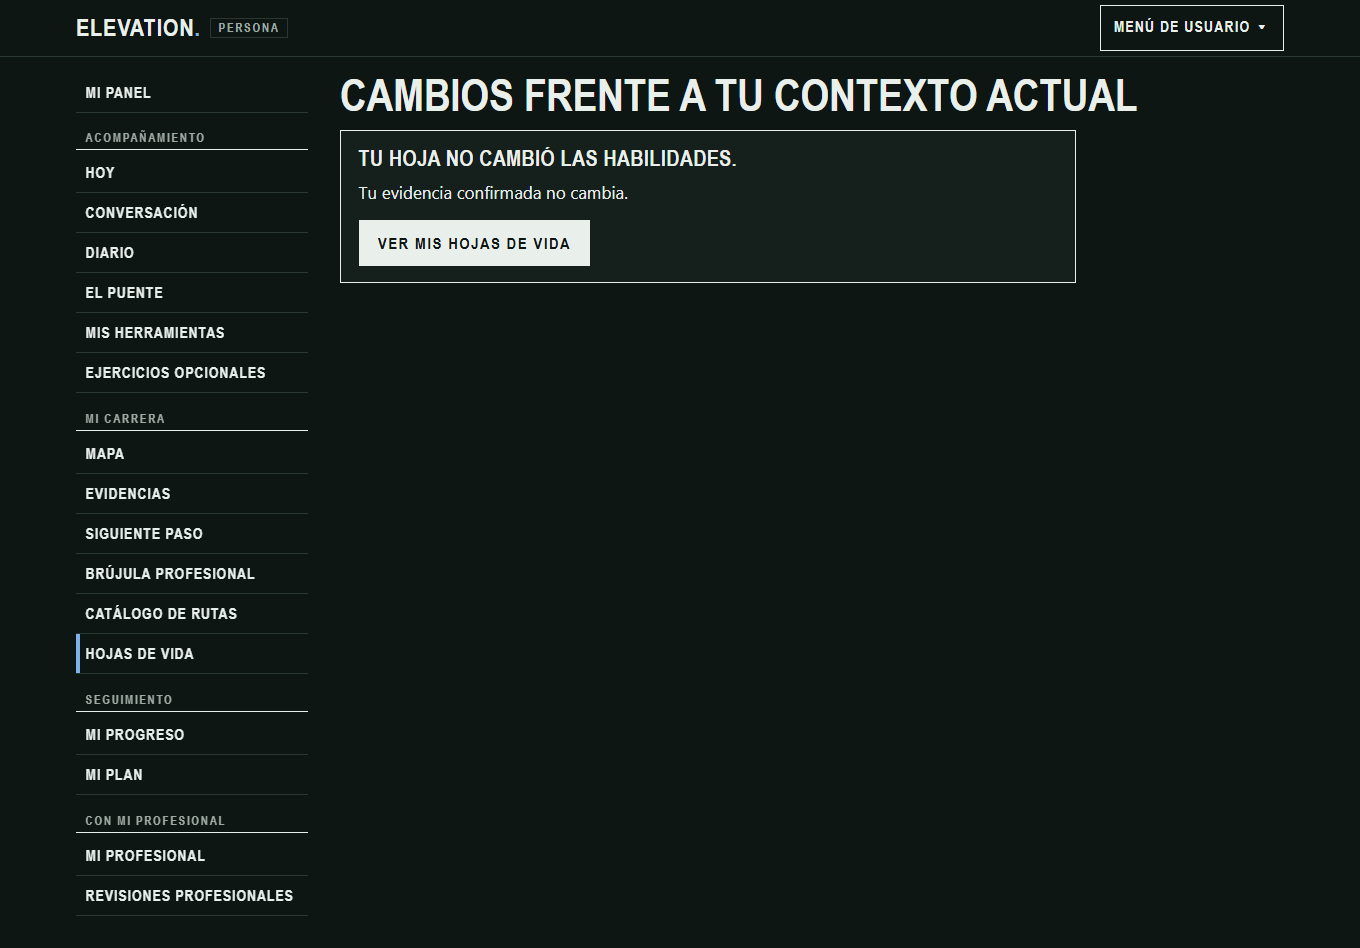 ELEVATION.
PERSONA
MENÚ DE USUARIO
MI PANEL
ACOMPAÑAMIENTO
HOY
CONVERSACIÓN
DIARIO
EL PUENTE
MIS HERRAMIENTAS
EJERCICIOS OPCIONALES
MI CARRERA
MAPA
EVIDENCIAS
SIGUIENTE PASO
BRÚJULA PROFESIONAL
CATÁLOGO DE RUTAS
HOJAS DE VIDA
SEGUIMIENTO
MI PROGRESO
MI PLAN
CON MI PROFESIONAL
MI PROFESIONAL
REVISIONES PROFESIONALES
CAMBIOS FRENTE A TU CONTEXTO ACTUAL
TU HOJA NO CAMBIÓ LAS HABILIDADES.
Tu evidencia confirmada no cambia.
VER MIS HOJAS DE VIDA